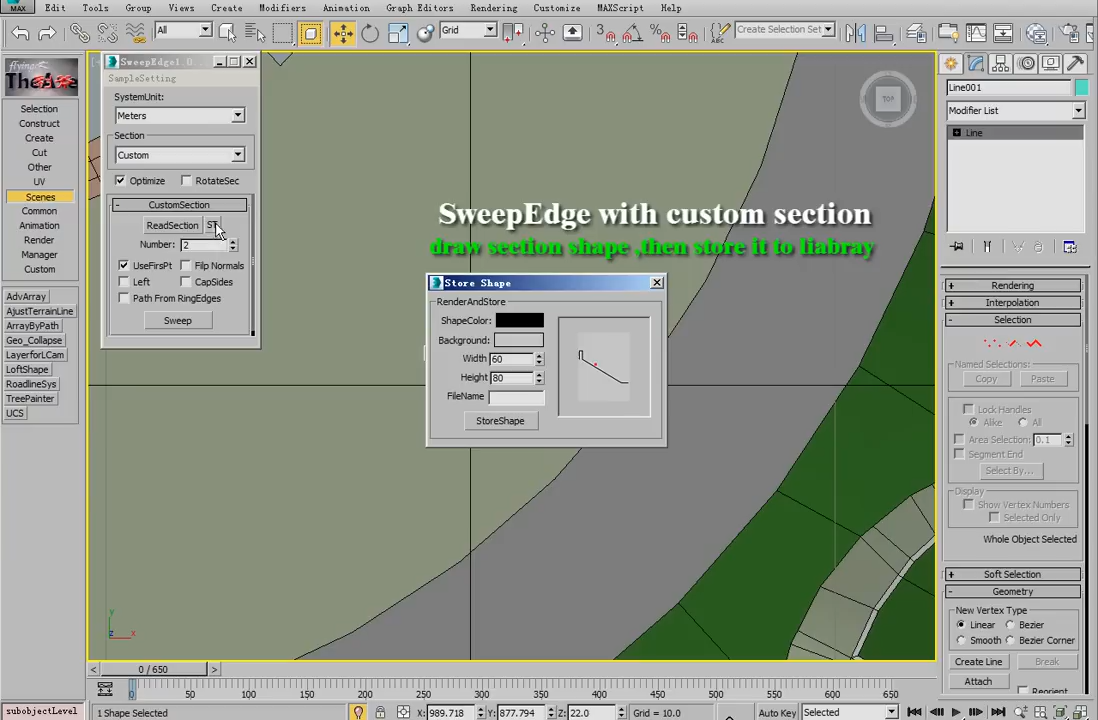 MAX Edit Tools Group Views Create Modifiers Animation Graph Editors Rendering Customize MAXScript Help
All Grid Create Selection Set
flying
Selection
Construct
Create
Cut
Other
UV
Scenes
Common
Animation
Render
Manager
Custom
AdvArray
AjustTerrainLine
ArrayByPath
Geo_Collapse
LayerforLCam
LoftShape
RoadlineSys
TreePainter
UCS
SweepEdge1.0...
SampleSetting
SystemUnit:
Meters
Section
Custom
Optimize RotateSec
- CustomSection
ReadSection
Number: 2
UseFirsPt Filp Normals
Left CapSides
Path From RingEdges
Sweep
SweepEdge with custom section
draw section shape ,then store it to liabray
Store Shape
RenderAndStore
ShapeColor:
Background:
Width 60
Height 80
FileName
StoreShape
TOP
Line001
Modifier List
+ Line
+ Rendering
+ Interpolation
- Selection
Named Selections:
Copy Paste
Lock Handles
Alike All
Area Selection: 0.1
Segment End
Select By...
Display
Show Vertex Numbers
Selected Only
Whole Object Selected
+ Soft Selection
- Geometry
New Vertex Type
Linear Bezier
Smooth Bezier Corner
Create Line Break
Attach Reorient
y
z x
< 0 / 650 >
0 50 100 150 200 250 300 350 400 450 500 550 600 650
subobjectLevel 1 Shape Selected X: 989.718 Y: 877.794 Z: 22.0 Grid = 10.0 Auto Key Selected